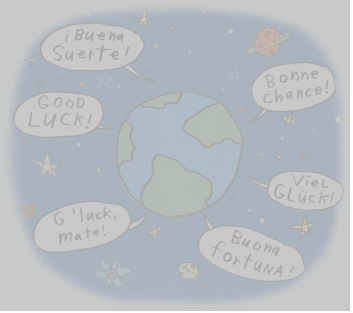 ¡Buena
Suerte!
Bonne
chance!
GOOD
LUCK!
Viel
GLück!
G'luck,
mate!
Buona
fortuna!